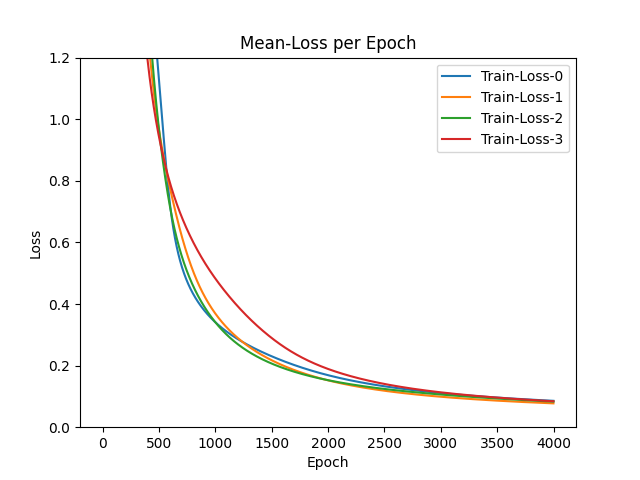 Mean-Loss per Epoch
1.2
1.0
0.8
0.6
0.4
0.2
0.0
Loss
Train-Loss-0
Train-Loss-1
Train-Loss-2
Train-Loss-3
0 500 1000 1500 2000 2500 3000 3500 4000
Epoch